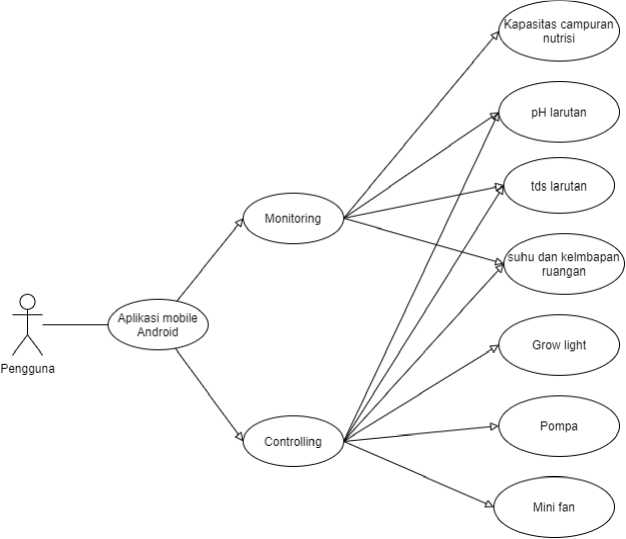 Kapasitas campuran
nutrisi
pH larutan
tds larutan
Monitoring
suhu dan kelmbapan
ruangan
Aplikasi mobile
Android
Pengguna
Grow light
Controlling
Pompa
Mini fan